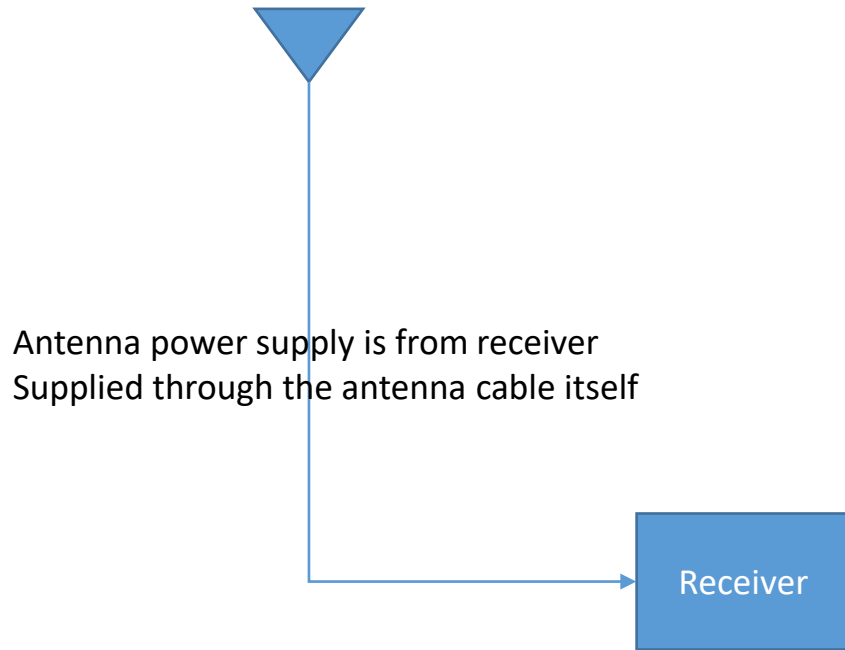 Antenna power supply is from receiver
Supplied through the antenna cable itself
Receiver